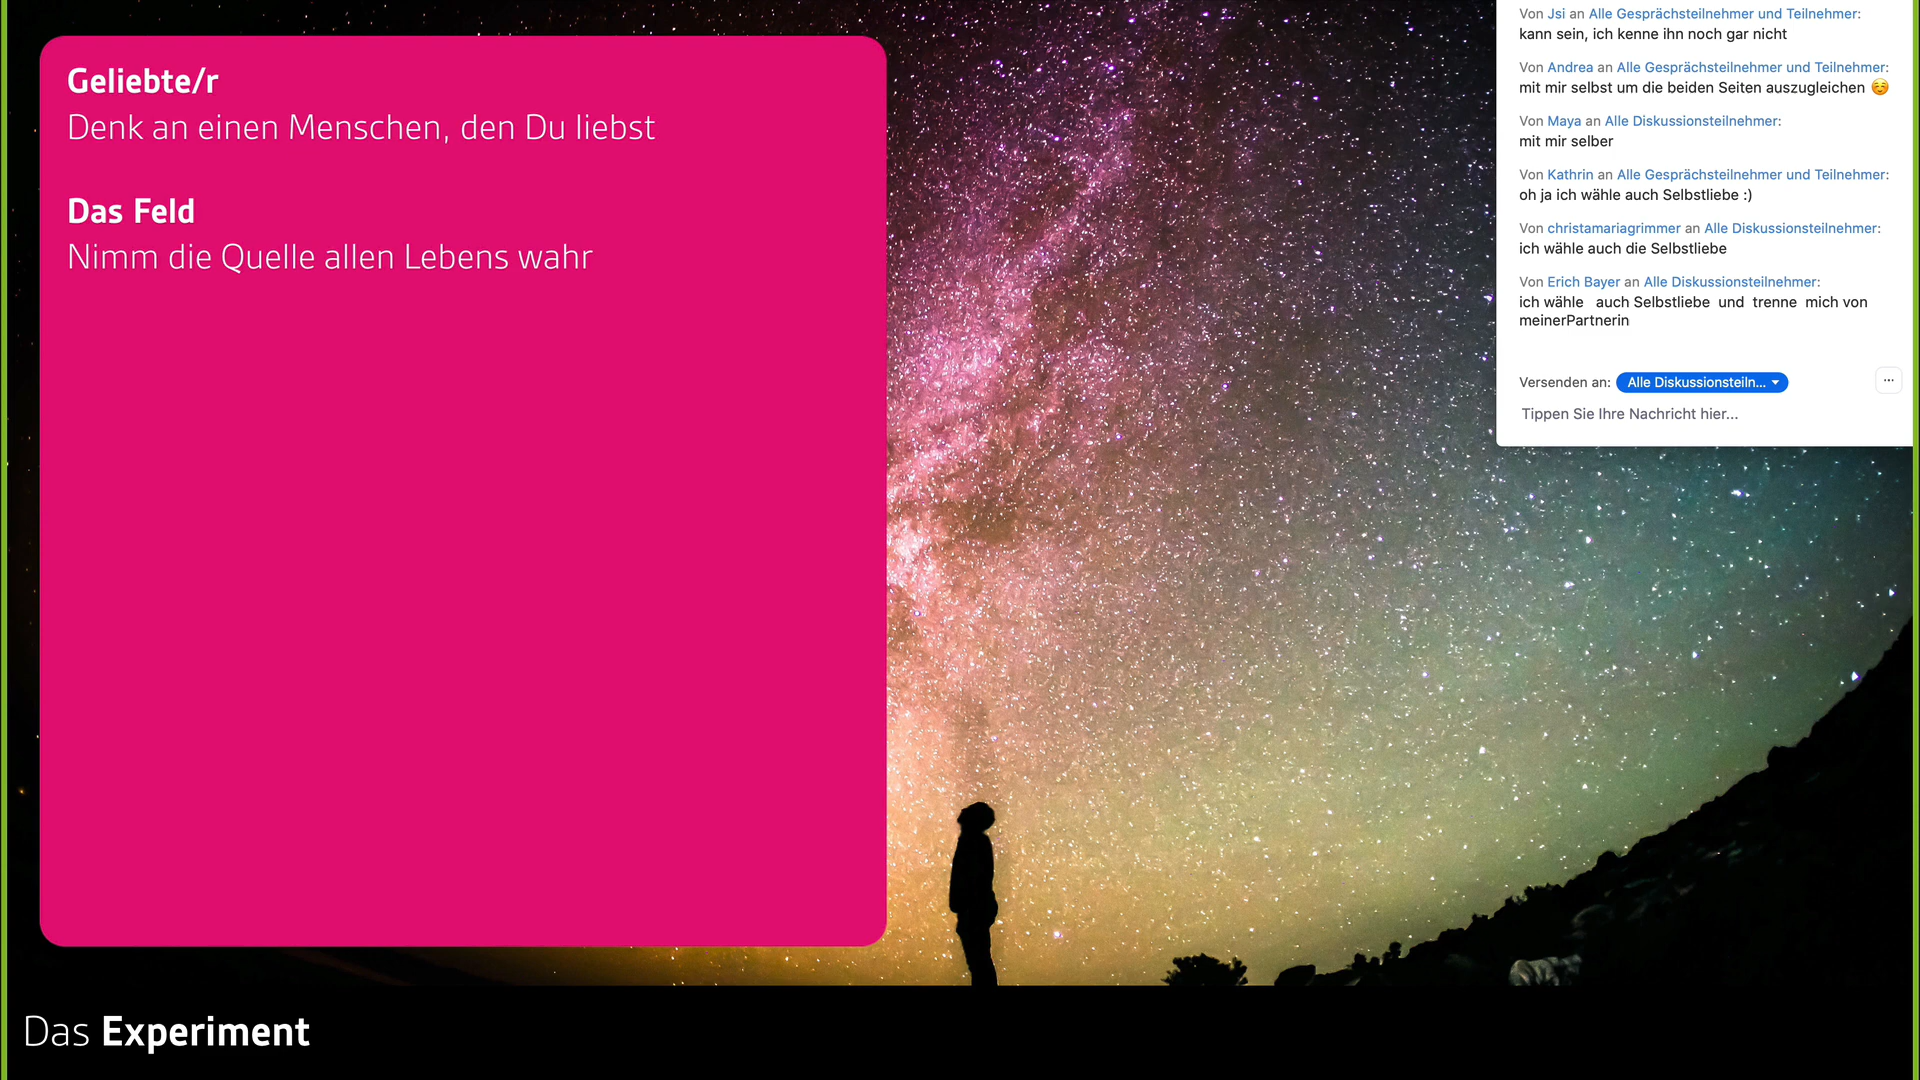 Geliebte/r
Denk an einen Menschen, den Du liebst
Das Feld
Nimm die Quelle allen Lebens wahr
Von Jsi an Alle Gesprächsteilnehmer und Teilnehmer:
kann sein, ich kenne ihn noch gar nicht
Von Andrea an Alle Gesprächsteilnehmer und Teilnehmer:
mit mir selbst um die beiden Seiten auszugleichen ☺️
Von Maya an Alle Diskussionsteilnehmer:
mit mir selber
Von Kathrin an Alle Gesprächsteilnehmer und Teilnehmer:
oh ja ich wähle auch Selbstliebe :)
Von christamariagrimmer an Alle Diskussionsteilnehmer:
ich wähle auch die Selbstliebe
Von Erich Bayer an Alle Diskussionsteilnehmer:
ich wähle auch Selbstliebe und trenne mich von
meinerPartnerin
Versenden an: Alle Diskussionsteiln...
Tippen Sie Ihre Nachricht hier...
Das Experiment